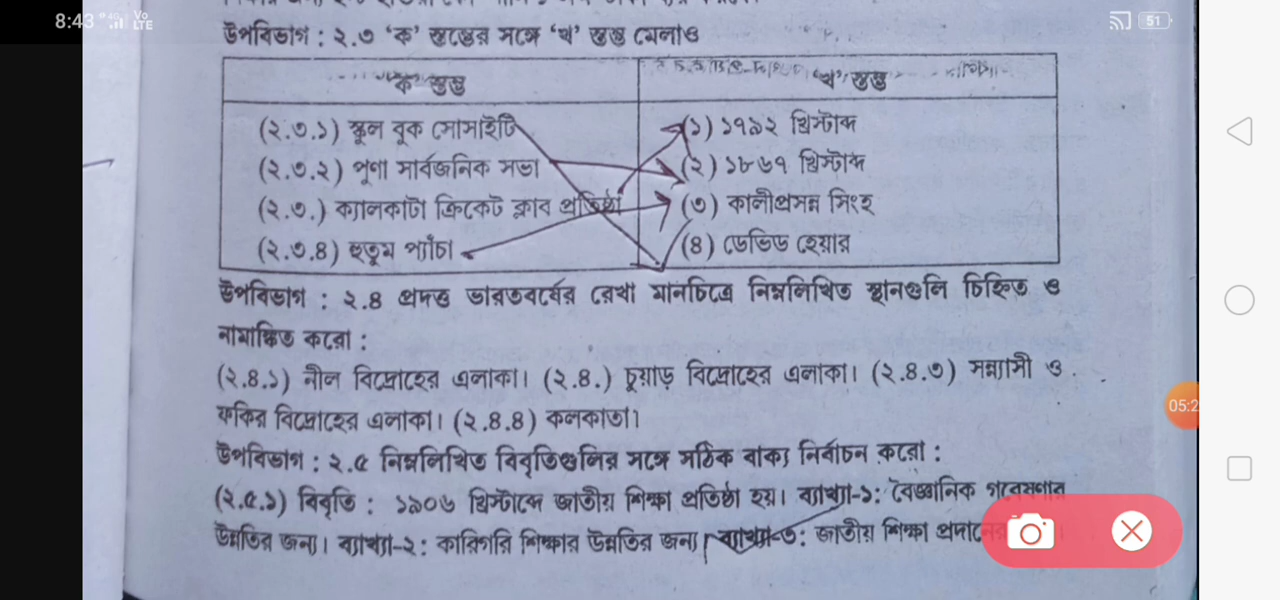 8:43 4G Vo LTE 51
উপবিভাগ : ২.৩ 'ক' স্তম্ভের সঙ্গে 'খ' স্তম্ভ মেলাও
'ক' স্তম্ভ 'খ' স্তম্ভ
(২.৩.১) স্কুল বুক সোসাইটি (১) ১৭৯২ খ্রিস্টাব্দ
(২.৩.২) পুণা সার্বজনিক সভা (২) ১৮৬৭ খ্রিস্টাব্দ
(২.৩.) ক্যালকাটা ক্রিকেট ক্লাব প্রতিষ্ঠা (৩) কালীপ্রসন্ন সিংহ
(২.৩.৪) হুতুম প্যাঁচা (৪) ডেভিড হেয়ার
উপবিভাগ : ২.৪ প্রদত্ত ভারতবর্ষের রেখা মানচিত্রে নিম্নলিখিত স্থানগুলি চিহ্নিত ও
নামাঙ্কিত করো :
(২.৪.১) নীল বিদ্রোহের এলাকা। (২.৪.) চুয়াড় বিদ্রোহের এলাকা। (২.৪.৩) সন্ন্যাসী ও
ফকির বিদ্রোহের এলাকা। (২.৪.৪) কলকাতা।
উপবিভাগ : ২.৫ নিম্নলিখিত বিবৃতিগুলির সঙ্গে সঠিক বাক্য নির্বাচন করো :
(২.৫.১) বিবৃতি : ১৯০৬ খ্রিস্টাব্দে জাতীয় শিক্ষা প্রতিষ্ঠা হয়। ব্যাখ্যা-১: বৈজ্ঞানিক গবেষণার
05:2
উন্নতির জন্য। ব্যাখ্যা-২: কারিগরি শিক্ষার উন্নতির জন্য। ব্যাখ্যা-৩: জাতীয় শিক্ষা প্রদানের